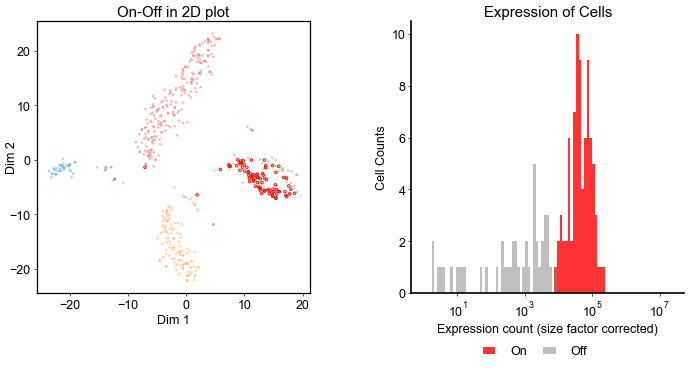 On-Off in 2D plot
Dim 2
20
10
0
−10
−20
−20 −10 0 10 20
Dim 1
Expression of Cells
Cell Counts
10
8
6
4
2
0
10^1 10^3 10^5 10^7
Expression count (size factor corrected)
On Off